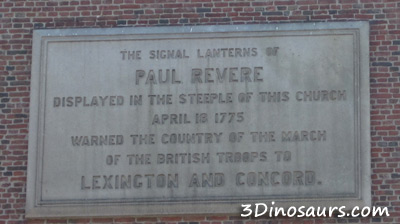 THE SIGNAL LANTERNS OF
PAUL REVERE
DISPLAYED IN THE STEEPLE OF THIS CHURCH
APRIL 18 1775
WARNED THE COUNTRY OF THE MARCH
OF THE BRITISH TROOPS TO
LEXINGTON AND CONCORD.
3Dinosaurs.com